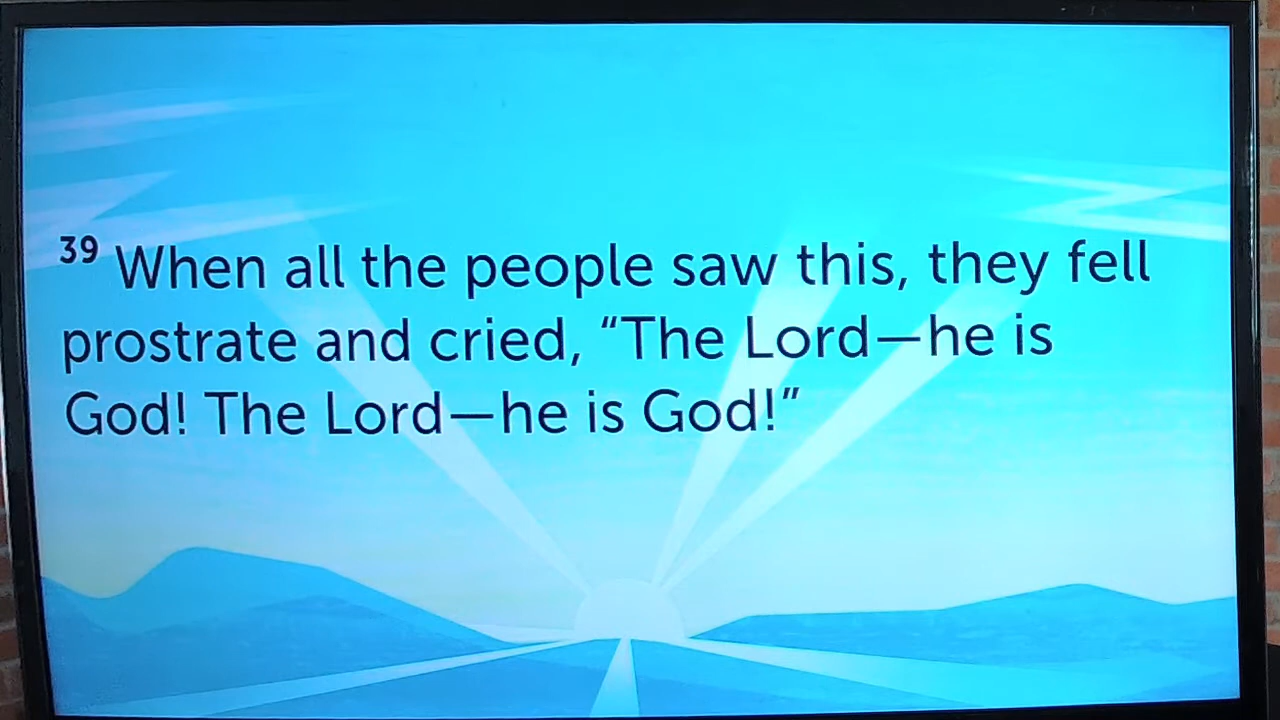 39 When all the people saw this, they fell
prostrate and cried, “The Lord—he is
God! The Lord—he is God!”